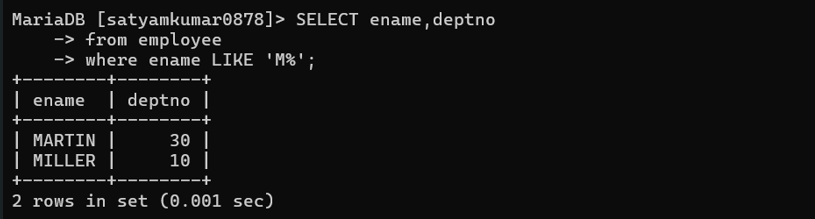 MariaDB [satyamkumar0878]> SELECT ename,deptno
    -> from employee
    -> where ename LIKE 'M%';
+--------+--------+
| ename  | deptno |
+--------+--------+
| MARTIN |     30 |
| MILLER |     10 |
+--------+--------+
2 rows in set (0.001 sec)